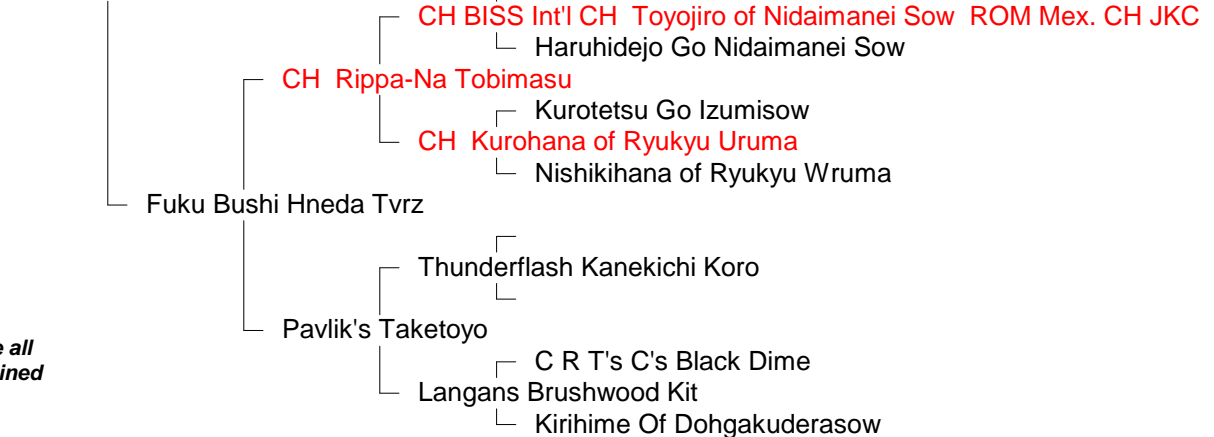 CH BISS Int'l CH Toyojiro of Nidaimanei Sow ROM Mex. CH JKC
Haruhidejo Go Nidaimanei Sow
CH Rippa-Na Tobimasu
Kurotetsu Go Izumisow
CH Kurohana of Ryukyu Uruma
Nishikihana of Ryukyu Wruma
Fuku Bushi Hneda Tvrz
Thunderflash Kanekichi Koro
Pavlik's Taketoyo
all
C R T's C's Black Dime
Langans Brushwood Kit
Kirihime Of Dohgakuderasow